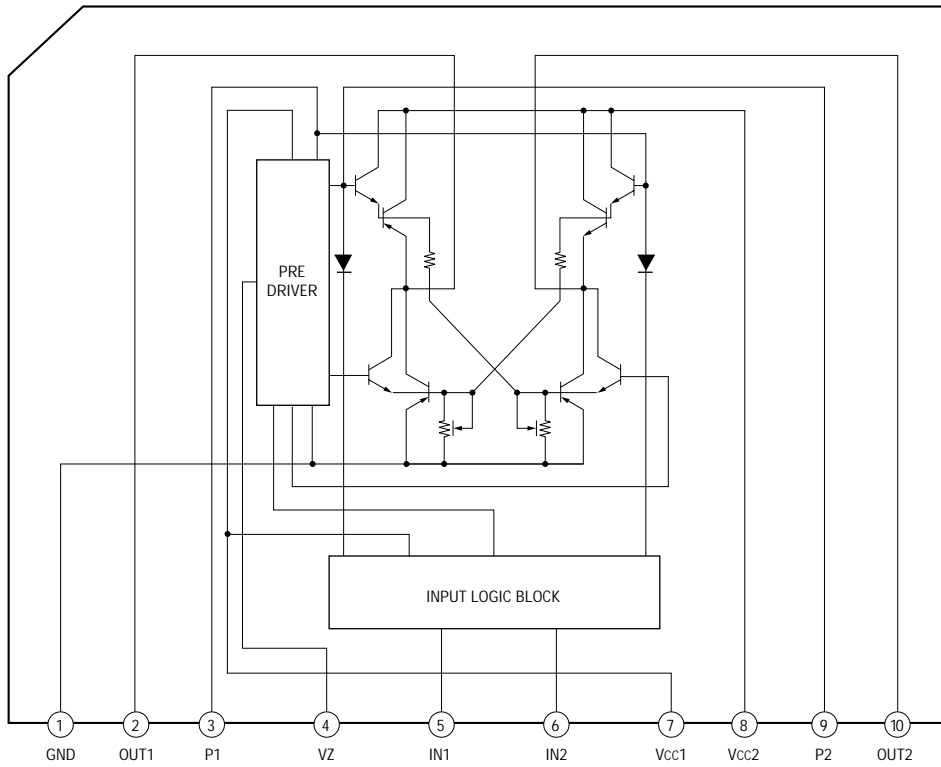 PRE
DRIVER
INPUT LOGIC BLOCK
1 2 3 4 5 6 7 8 9 10
GND OUT1 P1 VZ IN1 IN2 VCC1 VCC2 P2 OUT2